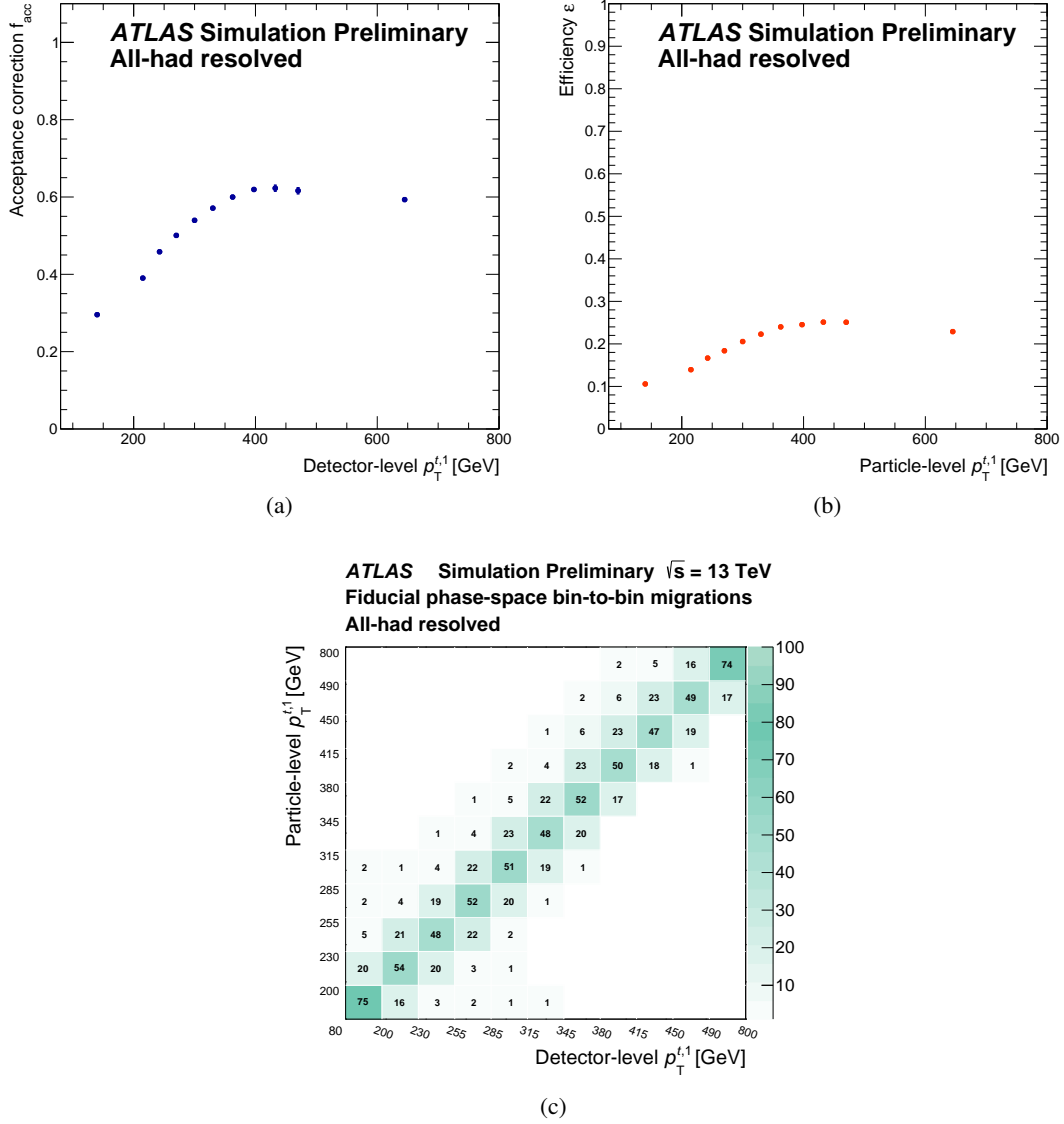 ATLAS Simulation Preliminary
All-had resolved
Acceptance correction f_acc
1
0.8
0.6
0.4
0.2
0
200 400 600 800
Detector-level p_T^{t,1} [GeV]
(a)
ATLAS Simulation Preliminary
All-had resolved
Efficiency ε
1
0.9
0.8
0.7
0.6
0.5
0.4
0.3
0.2
0.1
0
200 400 600 800
Particle-level p_T^{t,1} [GeV]
(b)
ATLAS Simulation Preliminary √s = 13 TeV
Fiducial phase-space bin-to-bin migrations
All-had resolved
Particle-level p_T^{t,1} [GeV]
800
490
450
415
380
345
315
285
255
230
200
80
2 5 16 74
2 6 23 49 17
1 6 23 47 19
2 4 23 50 18 1
1 5 22 52 17
1 4 23 48 20
2 1 4 22 51 19 1
2 4 19 52 20 1
5 21 48 22 2
20 54 20 3 1
75 16 3 2 1 1
200 230 255 285 315 345 380 415 450 490 800
Detector-level p_T^{t,1} [GeV]
100
90
80
70
60
50
40
30
20
10
(c)